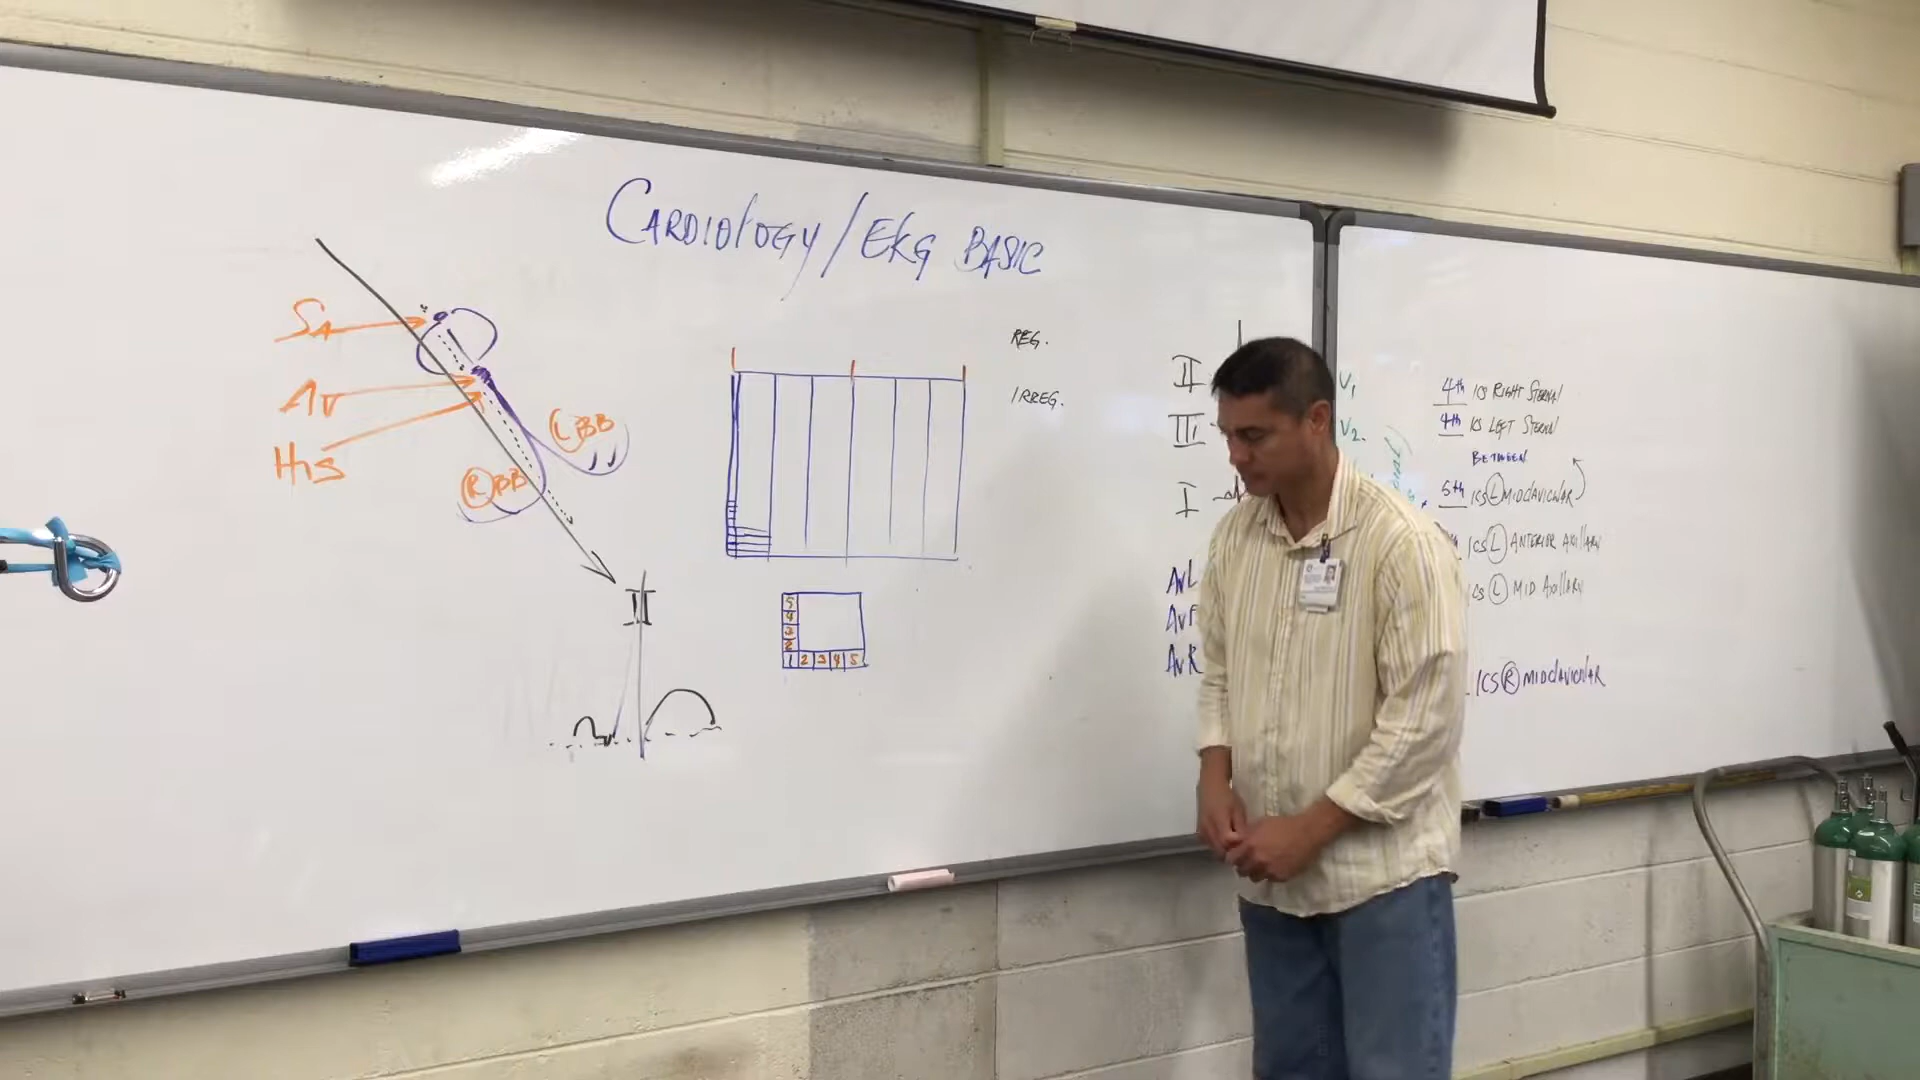 CARDIOLOGY/EKG BASIC
SA
AV
HIS
LBB
RBB
II
REG.
IRREG.
5
4
3
2
1 2 3 4 5
II
III
I
AVL
AVF
AVR
V1
V2.
4th ICS RIGHT STERNAL
4th ICS LEFT STERNAL
BETWEEN
5th ICS L MIDCLAVICULAR
ICS L ANTERIOR AXILLARY
ICS L MID AXILLARY
ICS R MIDCLAVICULAR